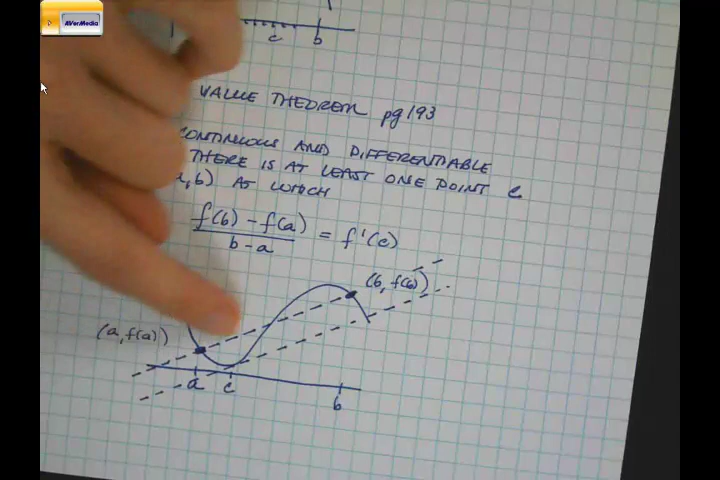 AVerMedia
c b
VALUE THEOREM pg 193
CONTINUOUS AND DIFFERENTIABLE
THERE IS AT LEAST ONE POINT C
,b) AT WHICH
f(b) - f(a)
b - a
= f'(c)
(b, f(b))
(a, f(a))
a c b